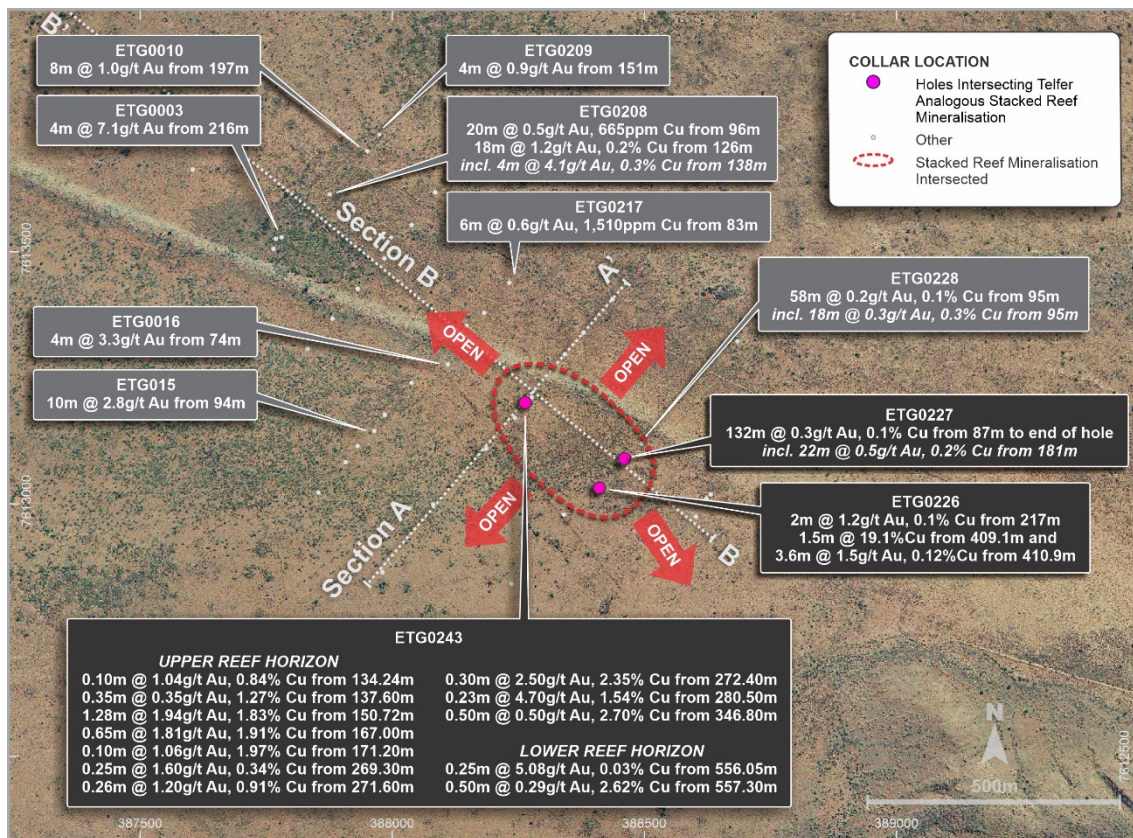 B'
ETG0010
8m @ 1.0g/t Au from 197m
ETG0209
4m @ 0.9g/t Au from 151m
ETG0003
4m @ 7.1g/t Au from 216m
ETG0208
20m @ 0.5g/t Au, 665ppm Cu from 96m
18m @ 1.2g/t Au, 0.2% Cu from 126m
incl. 4m @ 4.1g/t Au, 0.3% Cu from 138m
COLLAR LOCATION
Holes Intersecting Telfer
Analogous Stacked Reef
Mineralisation
Other
Stacked Reef Mineralisation
Intersected
ETG0217
6m @ 0.6g/t Au, 1,510ppm Cu from 83m
7613500
Section B
A'
ETG0228
58m @ 0.2g/t Au, 0.1% Cu from 95m
incl. 18m @ 0.3g/t Au, 0.3% Cu from 95m
ETG0016
4m @ 3.3g/t Au from 74m
OPEN
OPEN
ETG015
10m @ 2.8g/t Au from 94m
ETG0227
132m @ 0.3g/t Au, 0.1% Cu from 87m to end of hole
incl. 22m @ 0.5g/t Au, 0.2% Cu from 181m
7613000
Section A
OPEN
OPEN
B
ETG0226
2m @ 1.2g/t Au, 0.1% Cu from 217m
1.5m @ 19.1%Cu from 409.1m and
3.6m @ 1.5g/t Au, 0.12%Cu from 410.9m
ETG0243
UPPER REEF HORIZON
0.10m @ 1.04g/t Au, 0.84% Cu from 134.24m
0.35m @ 0.35g/t Au, 1.27% Cu from 137.60m
1.28m @ 1.94g/t Au, 1.83% Cu from 150.72m
0.65m @ 1.81g/t Au, 1.91% Cu from 167.00m
0.10m @ 1.06g/t Au, 1.97% Cu from 171.20m
0.25m @ 1.60g/t Au, 0.34% Cu from 269.30m
0.26m @ 1.20g/t Au, 0.91% Cu from 271.60m
0.30m @ 2.50g/t Au, 2.35% Cu from 272.40m
0.23m @ 4.70g/t Au, 1.54% Cu from 280.50m
0.50m @ 0.50g/t Au, 2.70% Cu from 346.80m
LOWER REEF HORIZON
0.25m @ 5.08g/t Au, 0.03% Cu from 556.05m
0.50m @ 0.29g/t Au, 2.62% Cu from 557.30m
N
500m
7612500
387500
388000
388500
389000